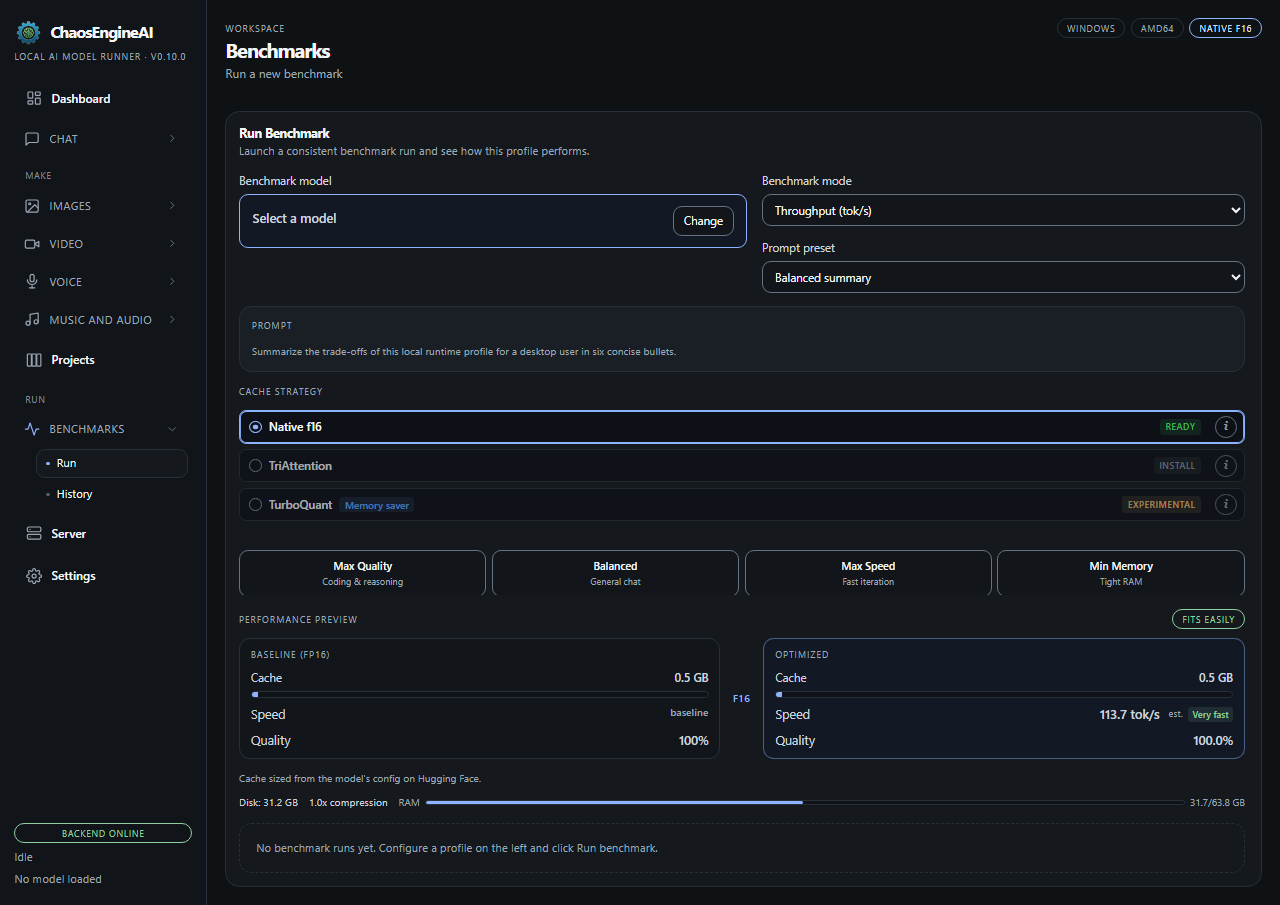 ChaosEngineAI
LOCAL AI MODEL RUNNER · V0.10.0
Dashboard
CHAT
MAKE
IMAGES
VIDEO
VOICE
MUSIC AND AUDIO
Projects
RUN
BENCHMARKS
Run
History
Server
Settings
BACKEND ONLINE
Idle
No model loaded
WORKSPACE
Benchmarks
Run a new benchmark
WINDOWS AMD64 NATIVE F16
Run Benchmark
Launch a consistent benchmark run and see how this profile performs.
Benchmark model
Select a model Change
Benchmark mode
Throughput (tok/s)
Prompt preset
Balanced summary
PROMPT
Summarize the trade-offs of this local runtime profile for a desktop user in six concise bullets.
CACHE STRATEGY
Native f16 READY i
TriAttention INSTALL i
TurboQuant Memory saver EXPERIMENTAL i
Max Quality
Coding & reasoning
Balanced
General chat
Max Speed
Fast iteration
Min Memory
Tight RAM
PERFORMANCE PREVIEW FITS EASILY
BASELINE (FP16)
Cache 0.5 GB
Speed baseline
Quality 100%
F16
OPTIMIZED
Cache 0.5 GB
Speed 113.7 tok/s est. Very fast
Quality 100.0%
Cache sized from the model's config on Hugging Face.
Disk: 31.2 GB 1.0x compression RAM 31.7/63.8 GB
No benchmark runs yet. Configure a profile on the left and click Run benchmark.